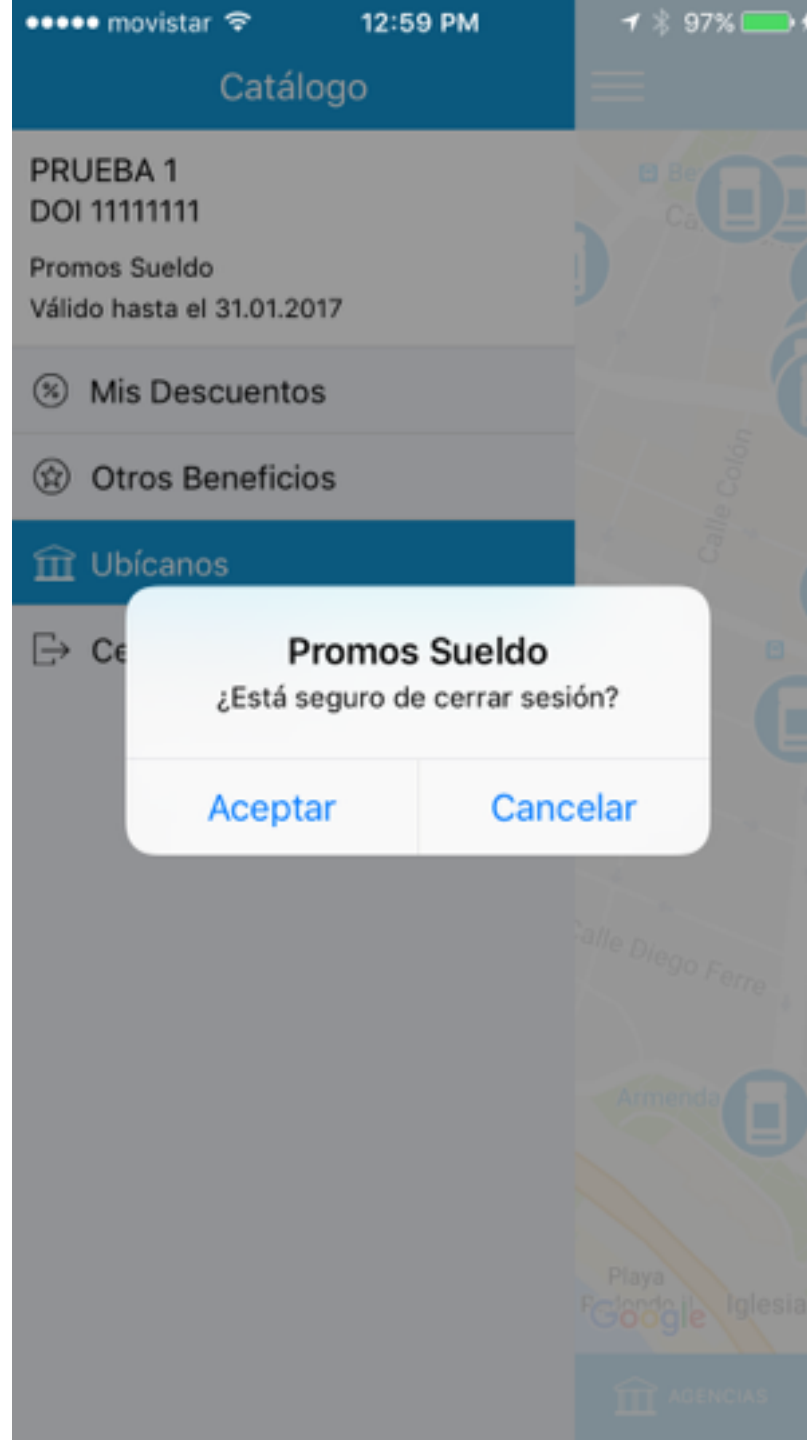 movistar 12:59 PM 97%
Catálogo
PRUEBA 1
DOI 11111111
Promos Sueldo
Válido hasta el 31.01.2017
Mis Descuentos
Otros Beneficios
Ubícanos
Ce
Promos Sueldo
¿Está seguro de cerrar sesión?
Aceptar
Cancelar
Be
Ca
Calle Colón
Calle Diego Ferre
Armenda
Playa
Iglesia
Google
AGENCIAS